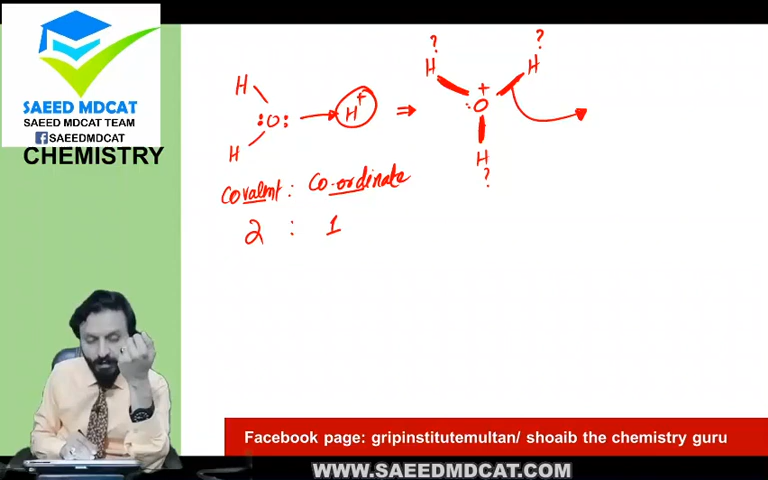 SAEED MDCAT
SAEED MDCAT TEAM
f SAEEDMDCAT
CHEMISTRY
H
:O: → H+ ⇒
H
? ?
H H
+
:O
H
?
Covalent : Co-ordinate
2 : 1
Facebook page: gripinstitutemultan/ shoaib the chemistry guru
WWW.SAEEDMDCAT.COM